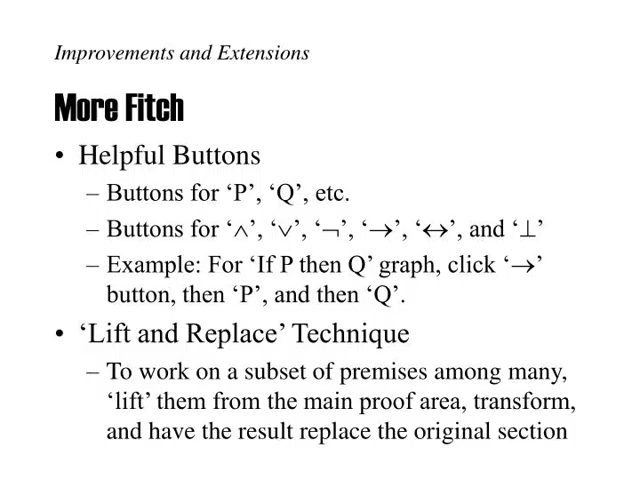 Improvements and Extensions
More Fitch
• Helpful Buttons
– Buttons for ‘P’, ‘Q’, etc.
– Buttons for ‘∧’, ‘∨’, ‘¬’, ‘→’, ‘↔’, and ‘⊥’
– Example: For ‘If P then Q’ graph, click ‘→’
button, then ‘P’, and then ‘Q’.
• ‘Lift and Replace’ Technique
– To work on a subset of premises among many,
‘lift’ them from the main proof area, transform,
and have the result replace the original section